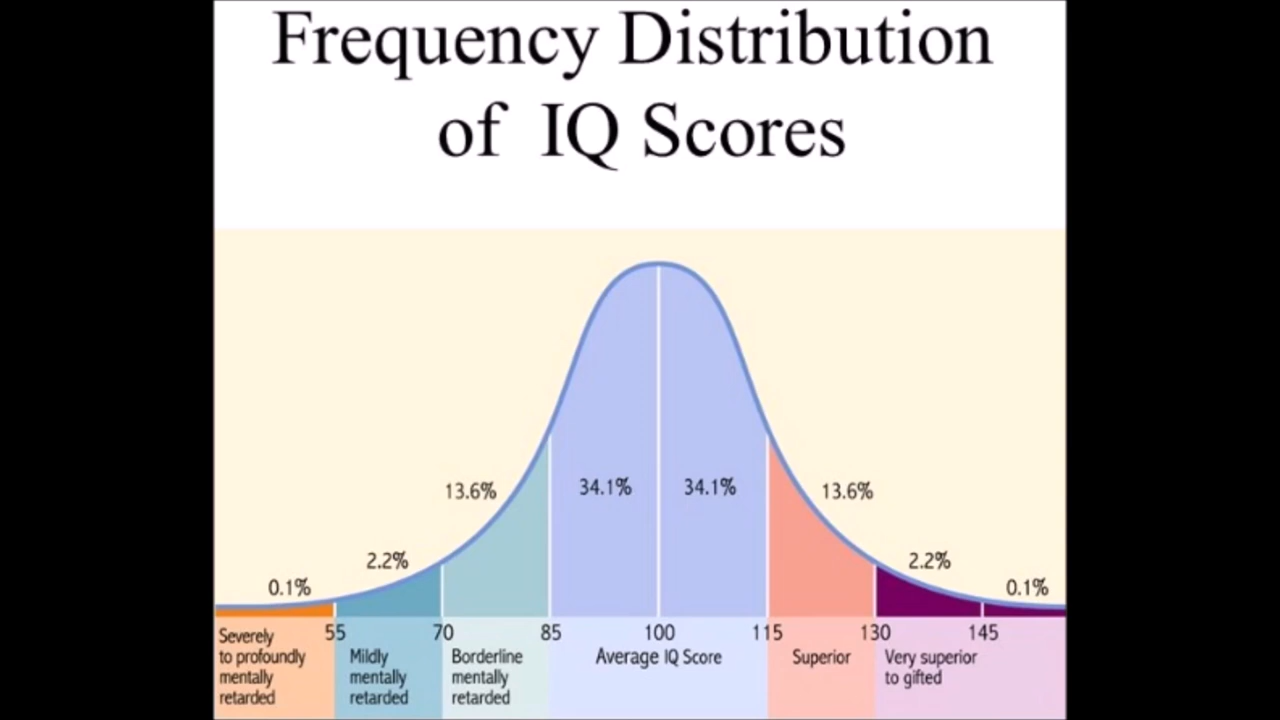 Frequency Distribution
of IQ Scores
34.1%
34.1%
13.6%
13.6%
2.2%
2.2%
0.1%
0.1%
55
70
85
100
115
130
145
Severely
to profoundly
mentally
retarded
Mildly
mentally
retarded
Borderline
mentally
retarded
Average IQ Score
Superior
Very superior
to gifted